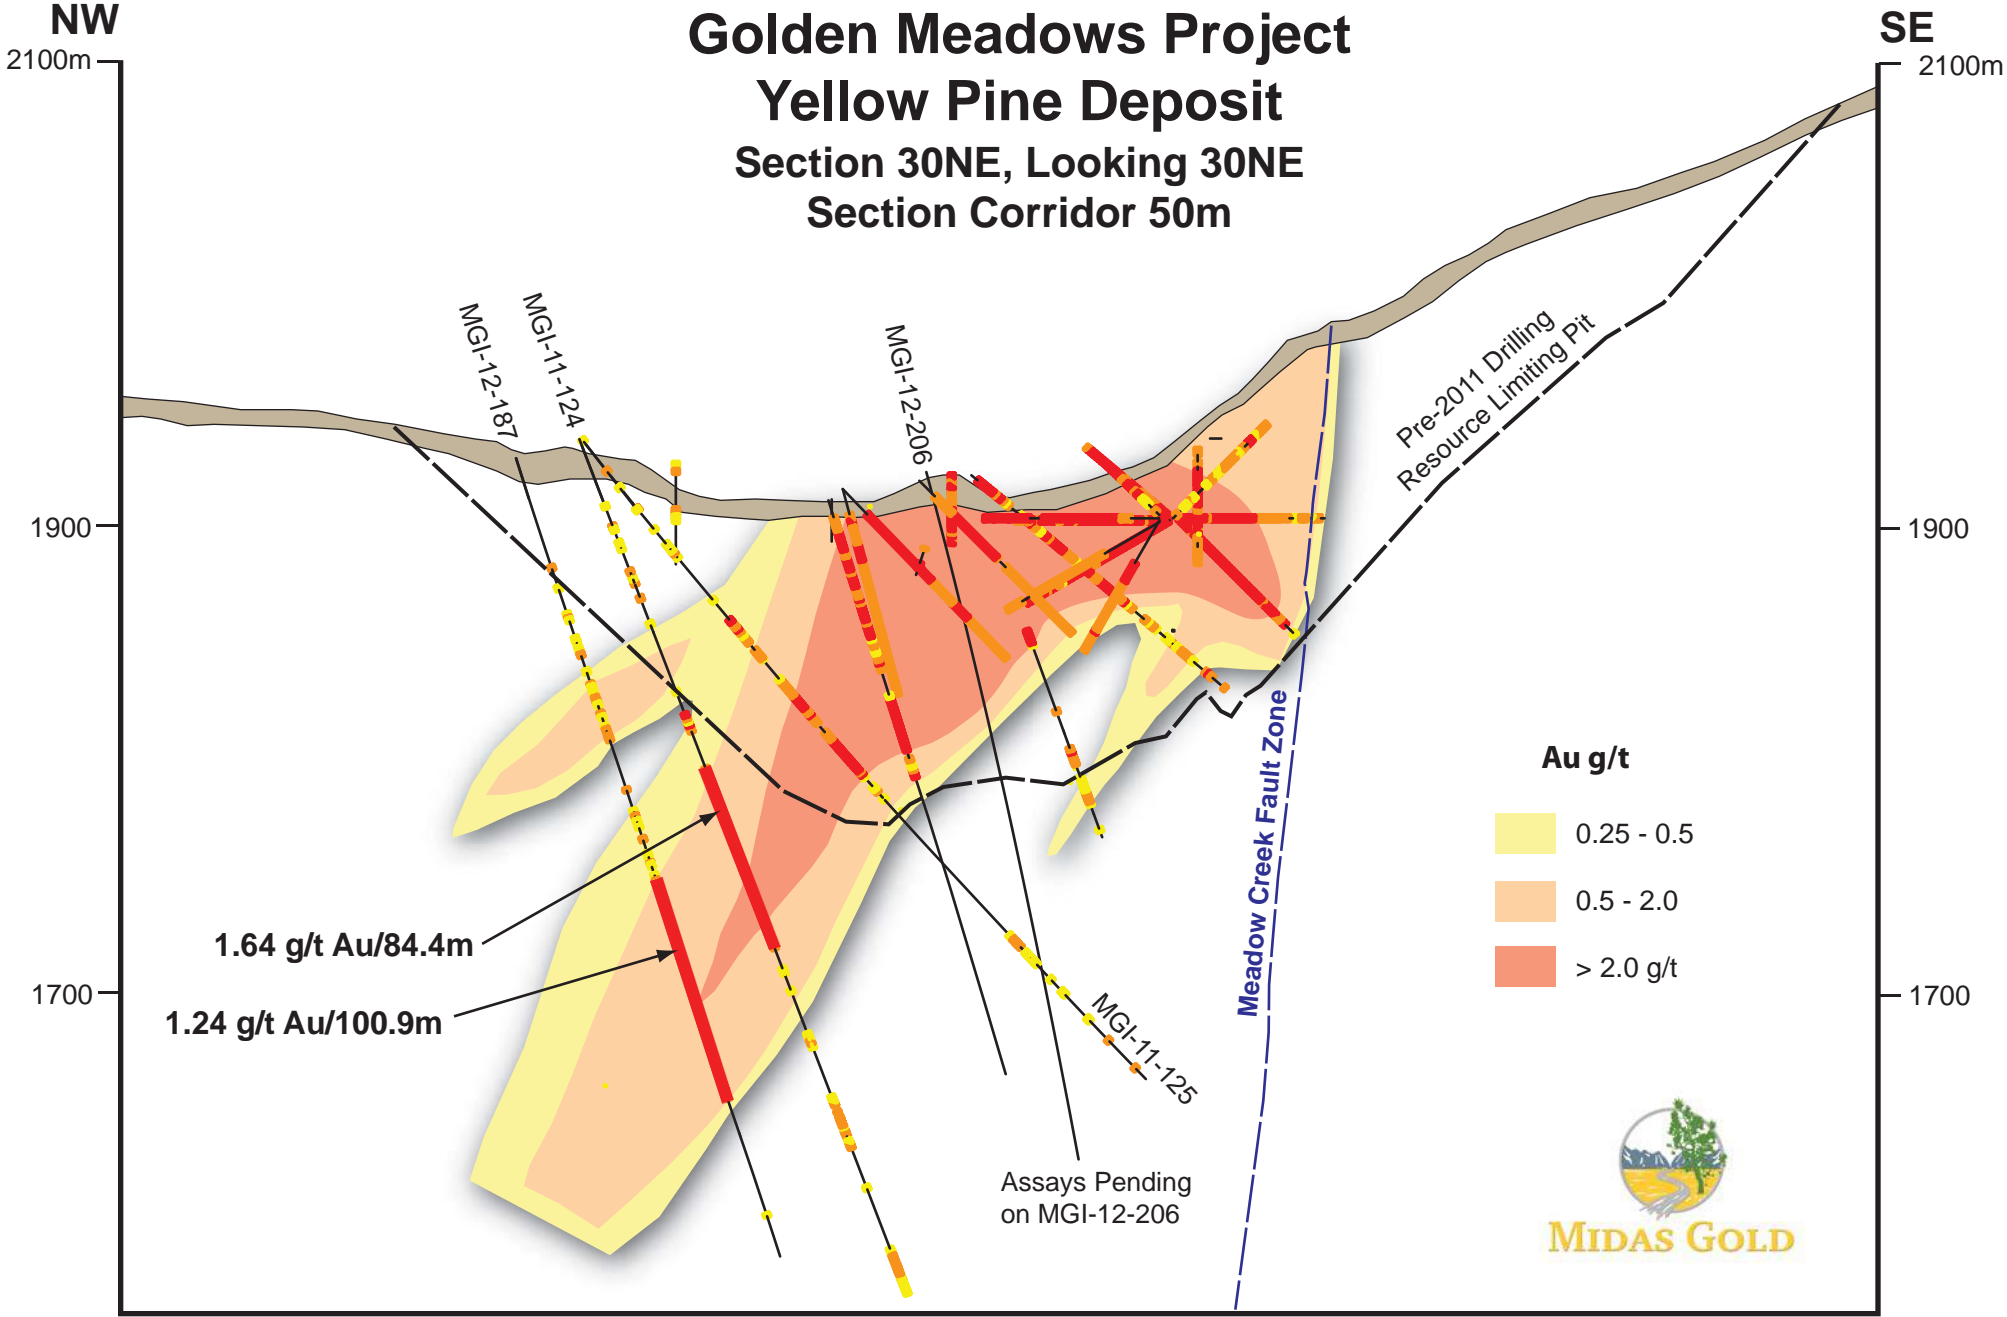 NW
SE
Golden Meadows Project
Yellow Pine Deposit
Section 30NE, Looking 30NE
Section Corridor 50m
2100m
2100m
MGI-12-187
MGI-11-124
MGI-12-206
Pre-2011 Drilling
Resource Limiting Pit
1900
1900
Meadow Creek Fault Zone
Au g/t
0.25 - 0.5
0.5 - 2.0
> 2.0 g/t
1.64 g/t Au/84.4m
1.24 g/t Au/100.9m
1700
1700
MGI-11-125
Assays Pending
on MGI-12-206
MIDAS GOLD